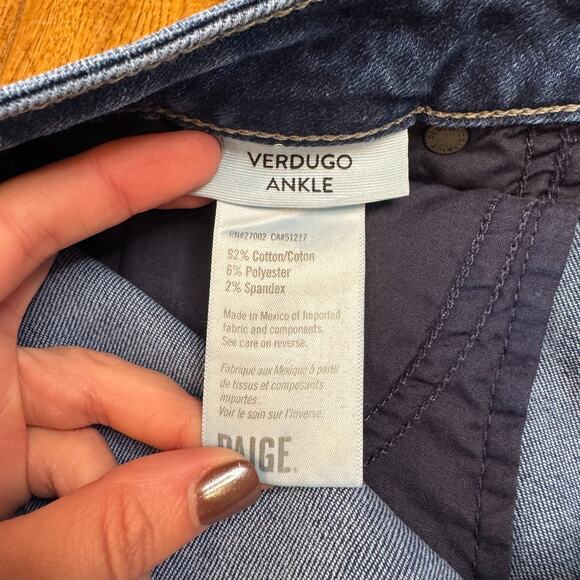 VERDUGO
ANKLE
RN#27002 CA#51217
92% Cotton/Coton
6% Polyester
2% Spandex
Made in Mexico of Imported
fabric and components.
See care on reverse.
Fabriqué aux Mexique à partir
de tissus et composants
importés.
Voir le soin sur l'inverse.
PAIGE.